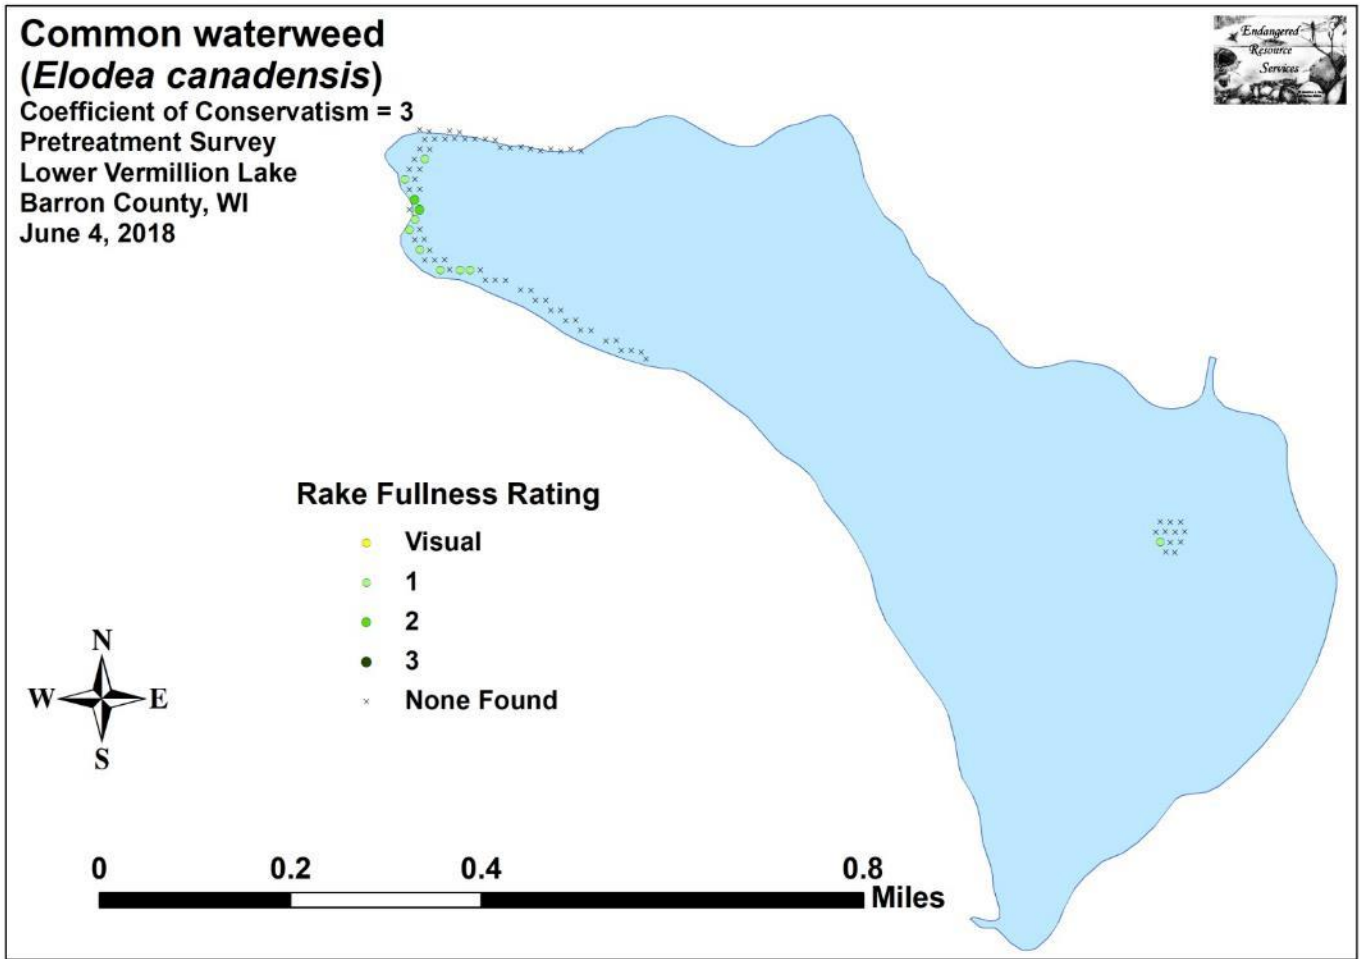 Common waterweed
(Elodea canadensis)
Coefficient of Conservatism = 3
Pretreatment Survey
Lower Vermillion Lake
Barron County, WI
June 4, 2018
Endangered
Resource
Services
Rake Fullness Rating
Visual
1
2
3
None Found
N
W E
S
0 0.2 0.4 0.8
Miles